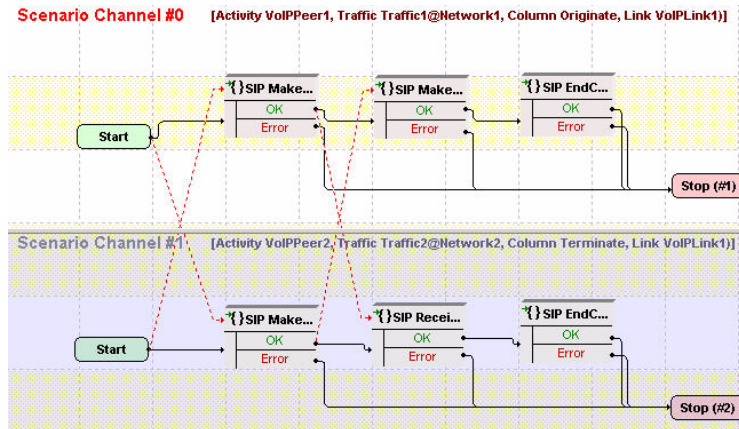 Scenario Channel #0 [Activity VoIPPeer1, Traffic Traffic1@Network1, Column Originate, Link VoIPLink1)]
{}SIP Make... {}SIP Make... {}SIP EndC...
OK OK OK
Error Error Error
Start
Stop (#1)
Scenario Channel #1 [Activity VoIPPeer2, Traffic Traffic2@Network2, Column Terminate, Link VoIPLink1)]
{}SIP Make... {}SIP Recei... {}SIP EndC...
OK OK OK
Error Error Error
Start
Stop (#2)